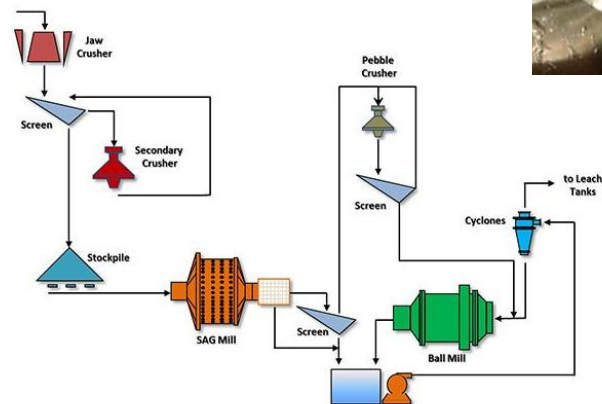 Jaw
Crusher
Screen
Secondary
Crusher
Stockpile
SAG Mill
Screen
Pebble
Crusher
Screen
to Leach
Tanks
Cyclones
Ball Mill